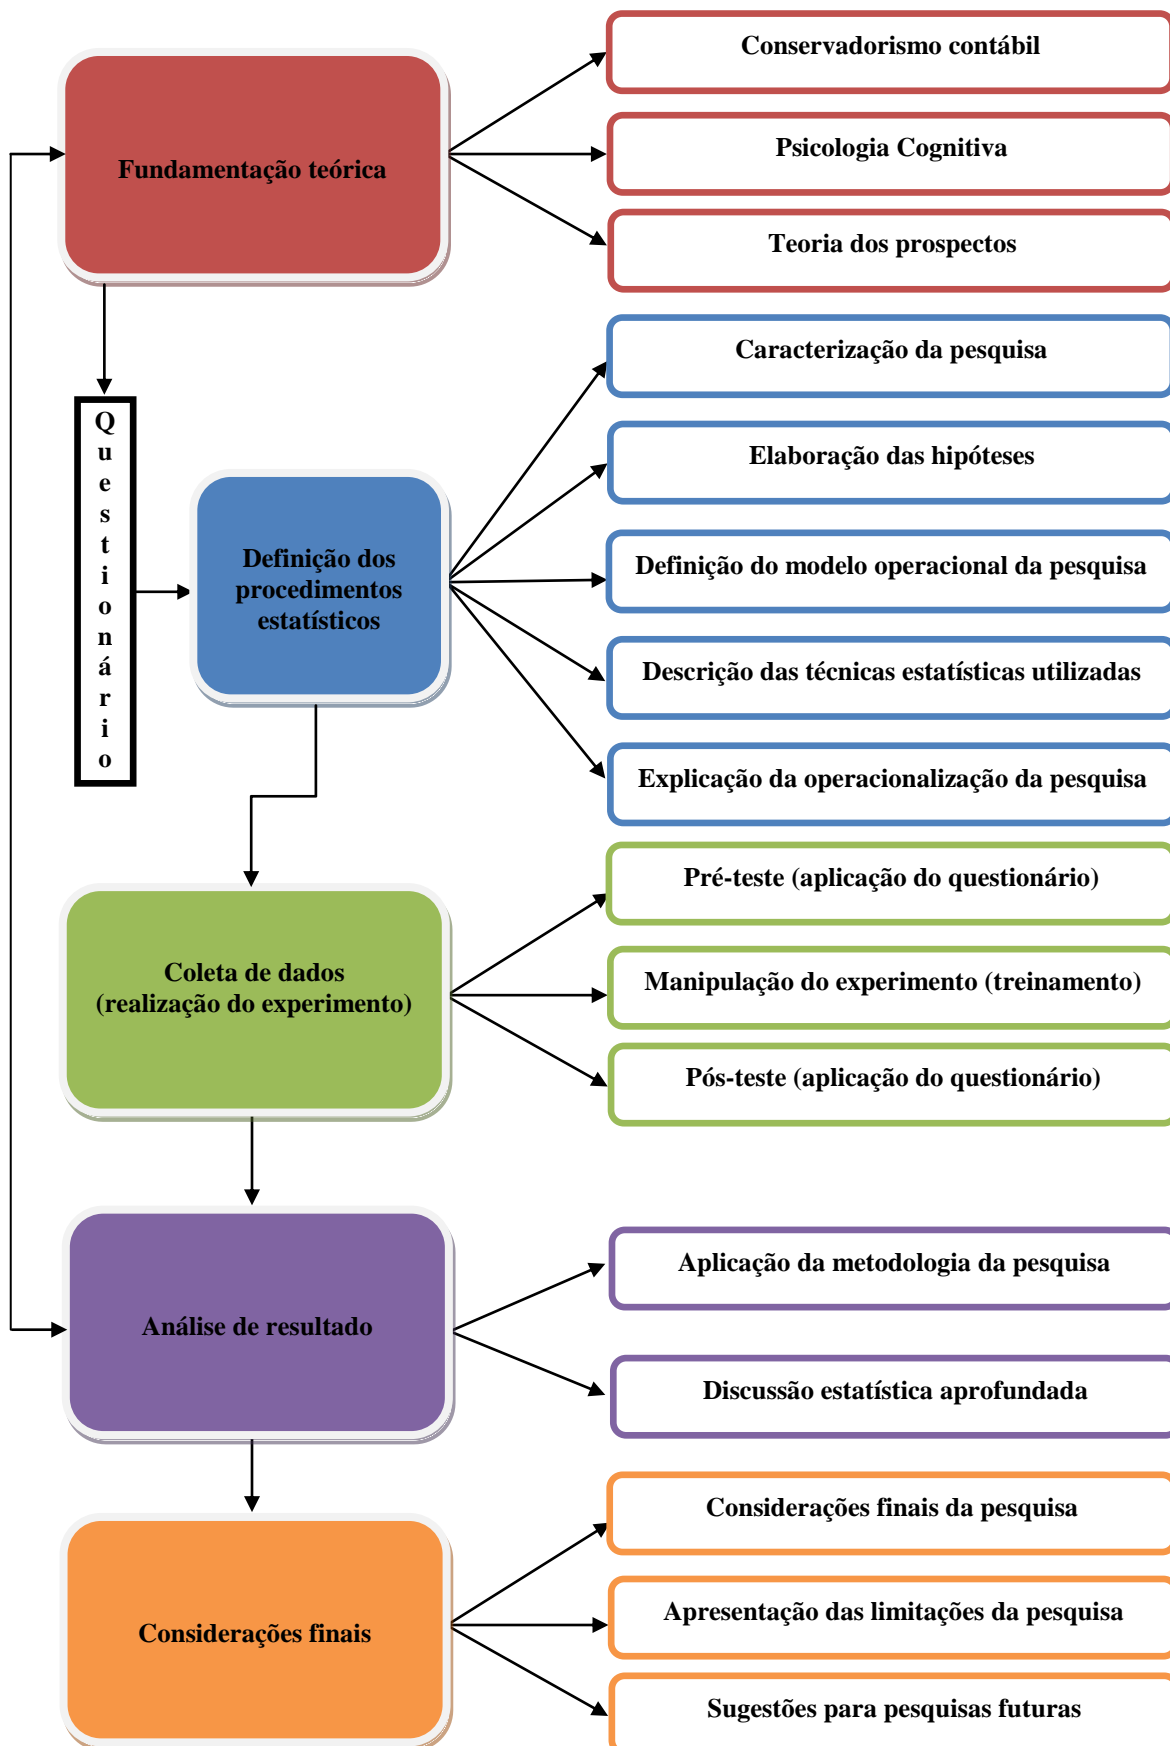 Fundamentação teórica
Conservadorismo contábil
Psicologia Cognitiva
Teoria dos prospectos
Questionário
Definição dos
procedimentos
estatísticos
Caracterização da pesquisa
Elaboração das hipóteses
Definição do modelo operacional da pesquisa
Descrição das técnicas estatísticas utilizadas
Explicação da operacionalização da pesquisa
Coleta de dados
(realização do experimento)
Pré-teste (aplicação do questionário)
Manipulação do experimento (treinamento)
Pós-teste (aplicação do questionário)
Análise de resultado
Aplicação da metodologia da pesquisa
Discussão estatística aprofundada
Considerações finais
Considerações finais da pesquisa
Apresentação das limitações da pesquisa
Sugestões para pesquisas futuras